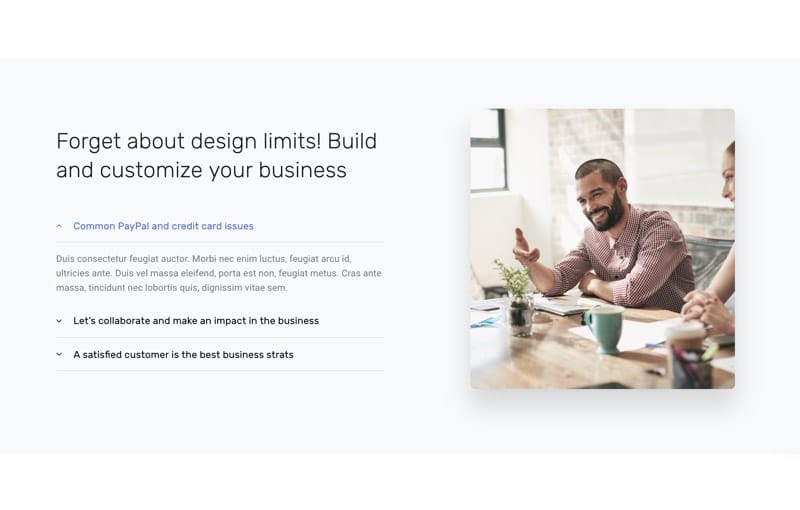 Forget about design limits! Build
and customize your business
Common PayPal and credit card issues
Duis consectetur feugiat auctor. Morbi nec enim luctus, feugiat arcu id,
ultricies ante. Duis vel massa eleifend, porta est non, feugiat metus. Cras ante
massa, tincidunt nec lobortis quis, dignissim vitae sem.
Let's collaborate and make an impact in the business
A satisfied customer is the best business strats